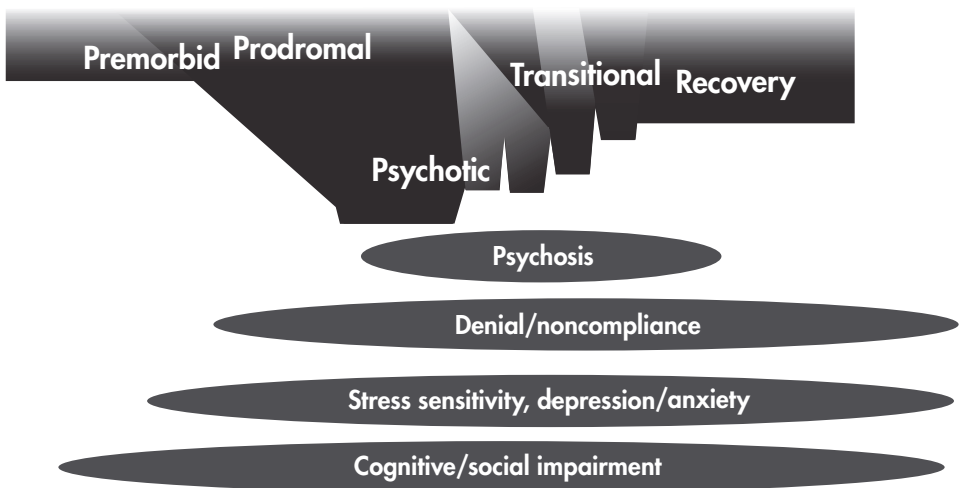 Premorbid
Prodromal
Transitional
Recovery
Psychotic
Psychosis
Denial/noncompliance
Stress sensitivity, depression/anxiety
Cognitive/social impairment